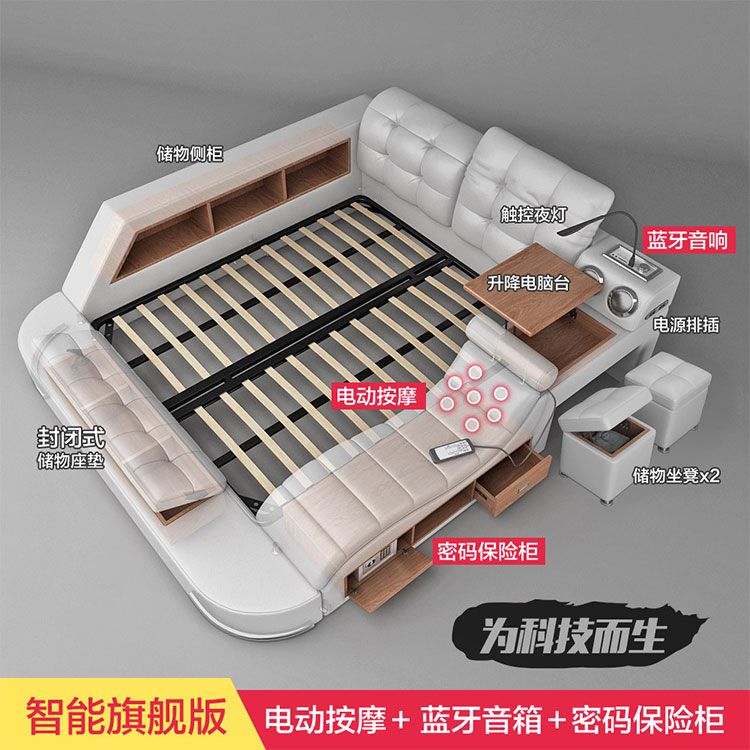 储物侧柜
触控夜灯
蓝牙音响
升降电脑台
电源排插
电动按摩
封闭式
储物座垫
储物坐凳x2
密码保险柜
为科技而生
智能旗舰版
电动按摩＋ 蓝牙音箱＋密码保险柜